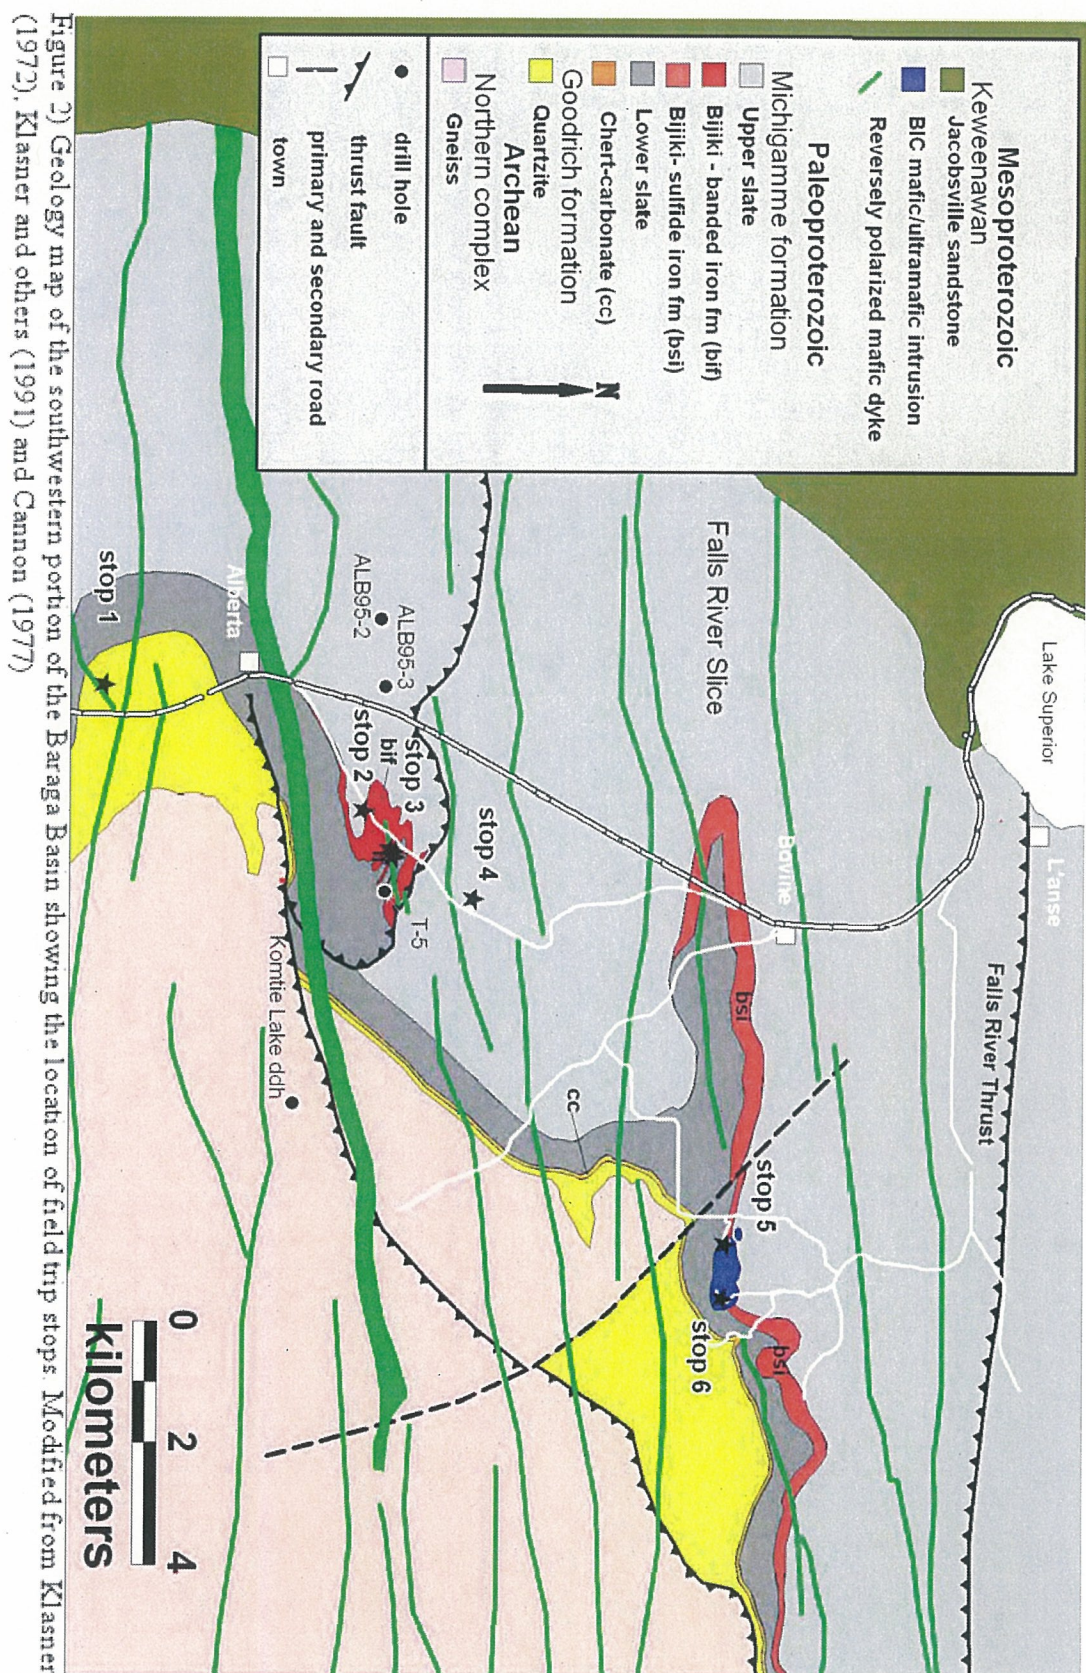 Mesoproterozoic
Keweenawan
Jacobsville sandstone
BIC mafic/ultramafic intrusion
Reversely polarized mafic dyke
Paleoproterozoic
Michigamme formation
Upper slate
Bijiki - banded iron fm (bif)
Bijiki- sulfide iron fm (bsi)
Lower slate
Chert-carbonate (cc)
Goodrich formation
Quartzite
Archean
Northern complex
Gneiss
N
drill hole
thrust fault
primary and secondary road
town
Lake Superior
L'anse
Falls River Thrust
Falls River Slice
Bovine
bsi
stop 5
bsi
stop 6
cc
stop 4
T-5
stop 3
bif
stop 2
ALB95-3
ALB95-2
Alberta
stop 1
Komtie Lake ddh
0 2 4
kilometers
Figure 2) Geology map of the southwestern portion of the Baraga Basin showing the location of field trip stops. Modified from Klasner
(1972), Klasner and others (1991) and Cannon (1977)